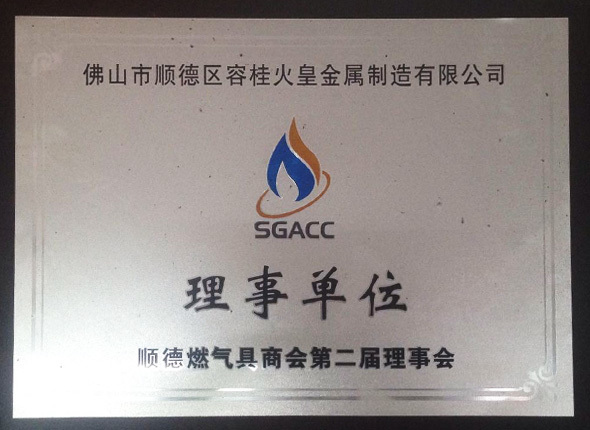 佛山市顺德区容桂火皇金属制造有限公司
SGACC
理事单位
顺德燃气具商会第二届理事会